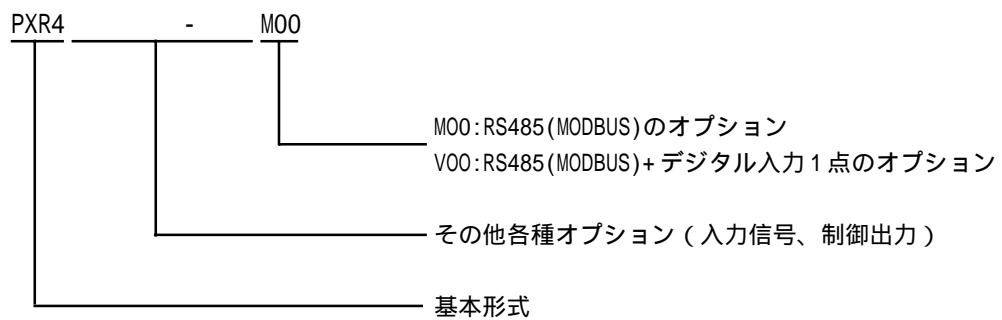 PXR4 - M00
M00:RS485(MODBUS)のオプション
V00:RS485(MODBUS)+デジタル入力1点のオプション
その他各種オプション(入力信号、制御出力)
基本形式